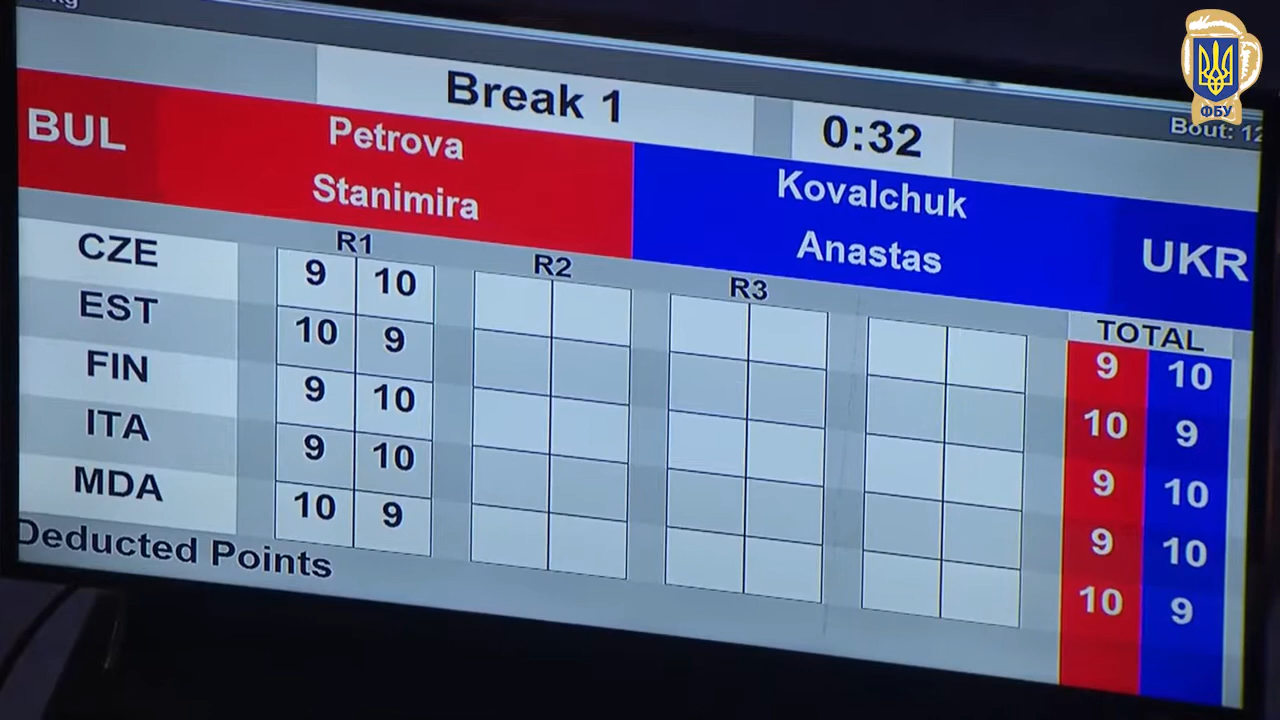 kg
ФБУ
Break 1 0:32 Bout: 12
BUL Petrova Stanimira Kovalchuk Anastas UKR
R1 R2 R3 TOTAL
CZE 9 10 9 10
EST 10 9 10 9
FIN 9 10 9 10
ITA 9 10 9 10
MDA 10 9 10 9
Deducted Points